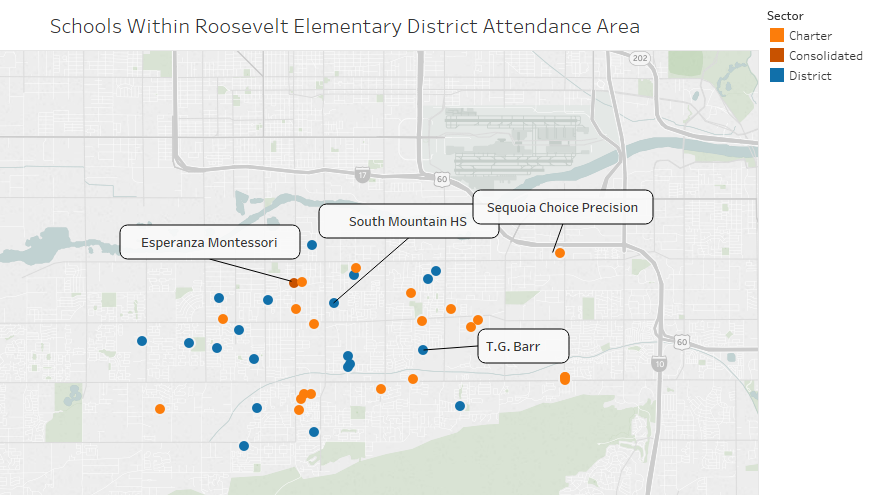 Schools Within Roosevelt Elementary District Attendance Area
Sector
Charter
Consolidated
District
202
17
60
Sequoia Choice Precision
South Mountain HS
Esperanza Montessori
T.G. Barr
60
10